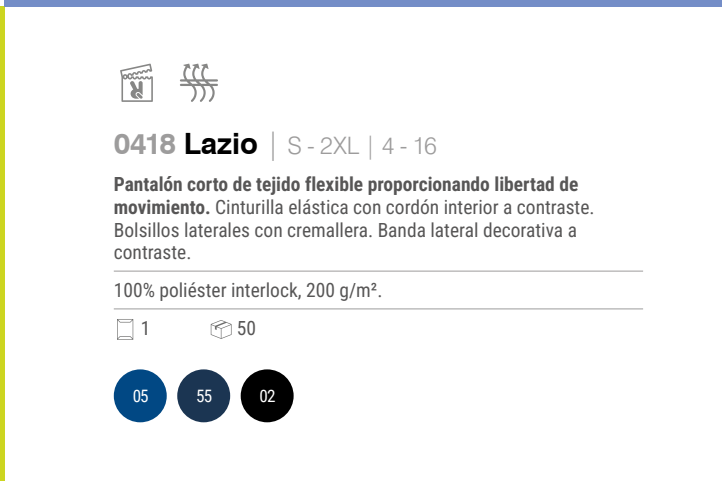 0418 Lazio | S - 2XL | 4 - 16
Pantalón corto de tejido flexible proporcionando libertad de
movimiento. Cinturilla elástica con cordón interior a contraste.
Bolsillos laterales con cremallera. Banda lateral decorativa a
contraste.
100% poliéster interlock, 200 g/m².
1 50
05 55 02